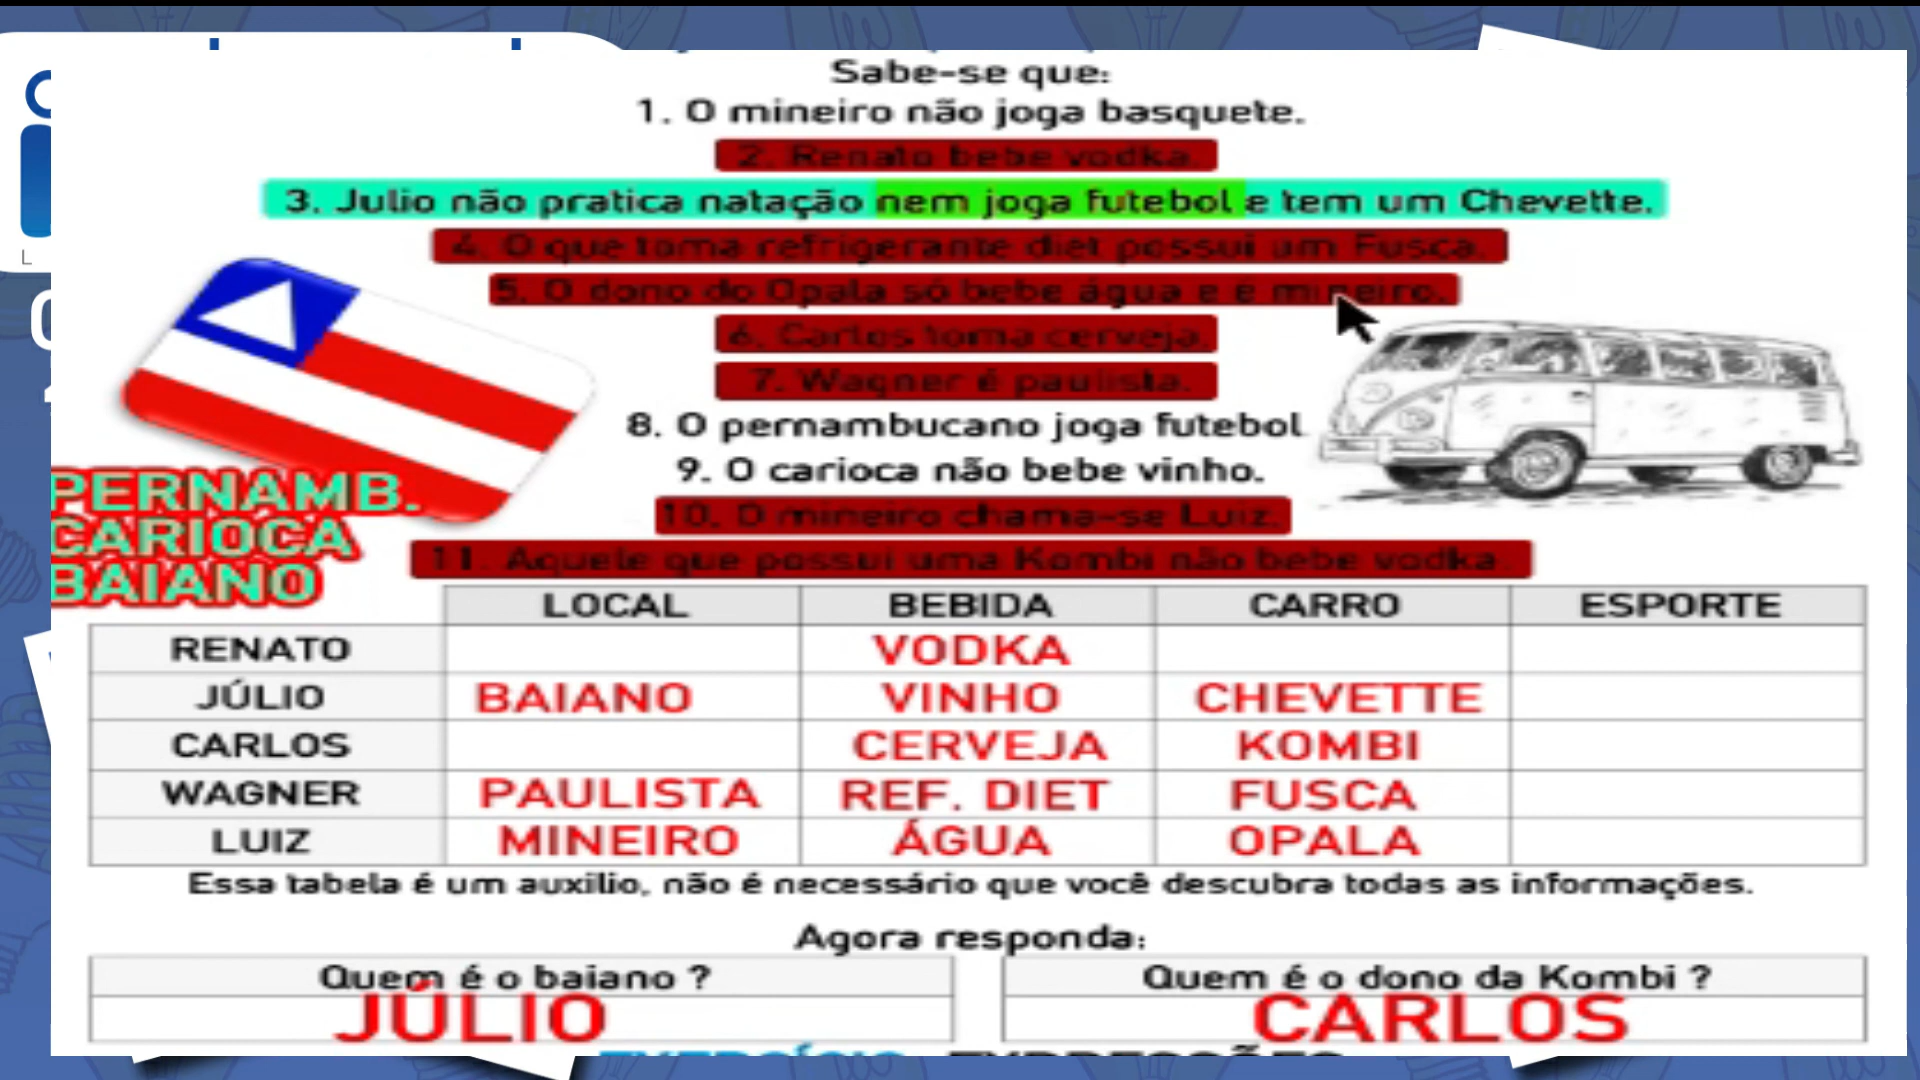 Sabe-se que:
1. O mineiro não joga basquete.
2. Renato bebe vodka.
3. Julio não pratica natação nem joga futebol e tem um Chevette.
4. O que toma refrigerante diet possui um Fusca.
5. O dono do Opala só bebe água e é mineiro.
6. Carlos toma cerveja.
7. Wagner é paulista.
8. O pernambucano joga futebol.
9. O carioca não bebe vinho.
10. O mineiro chama-se Luiz.
11. Aquele que possui uma Kombi não bebe vodka.
PERNAMB.
CARIOCA
BAIANO
LOCAL BEBIDA CARRO ESPORTE
RENATO VODKA
JÚLIO BAIANO VINHO CHEVETTE
CARLOS CERVEJA KOMBI
WAGNER PAULISTA REF. DIET FUSCA
LUIZ MINEIRO ÁGUA OPALA
Essa tabela é um auxilio, não é necessário que você descubra todas as informações.
Agora responda:
Quem é o baiano ? Quem é o dono da Kombi ?
JÚLIO CARLOS